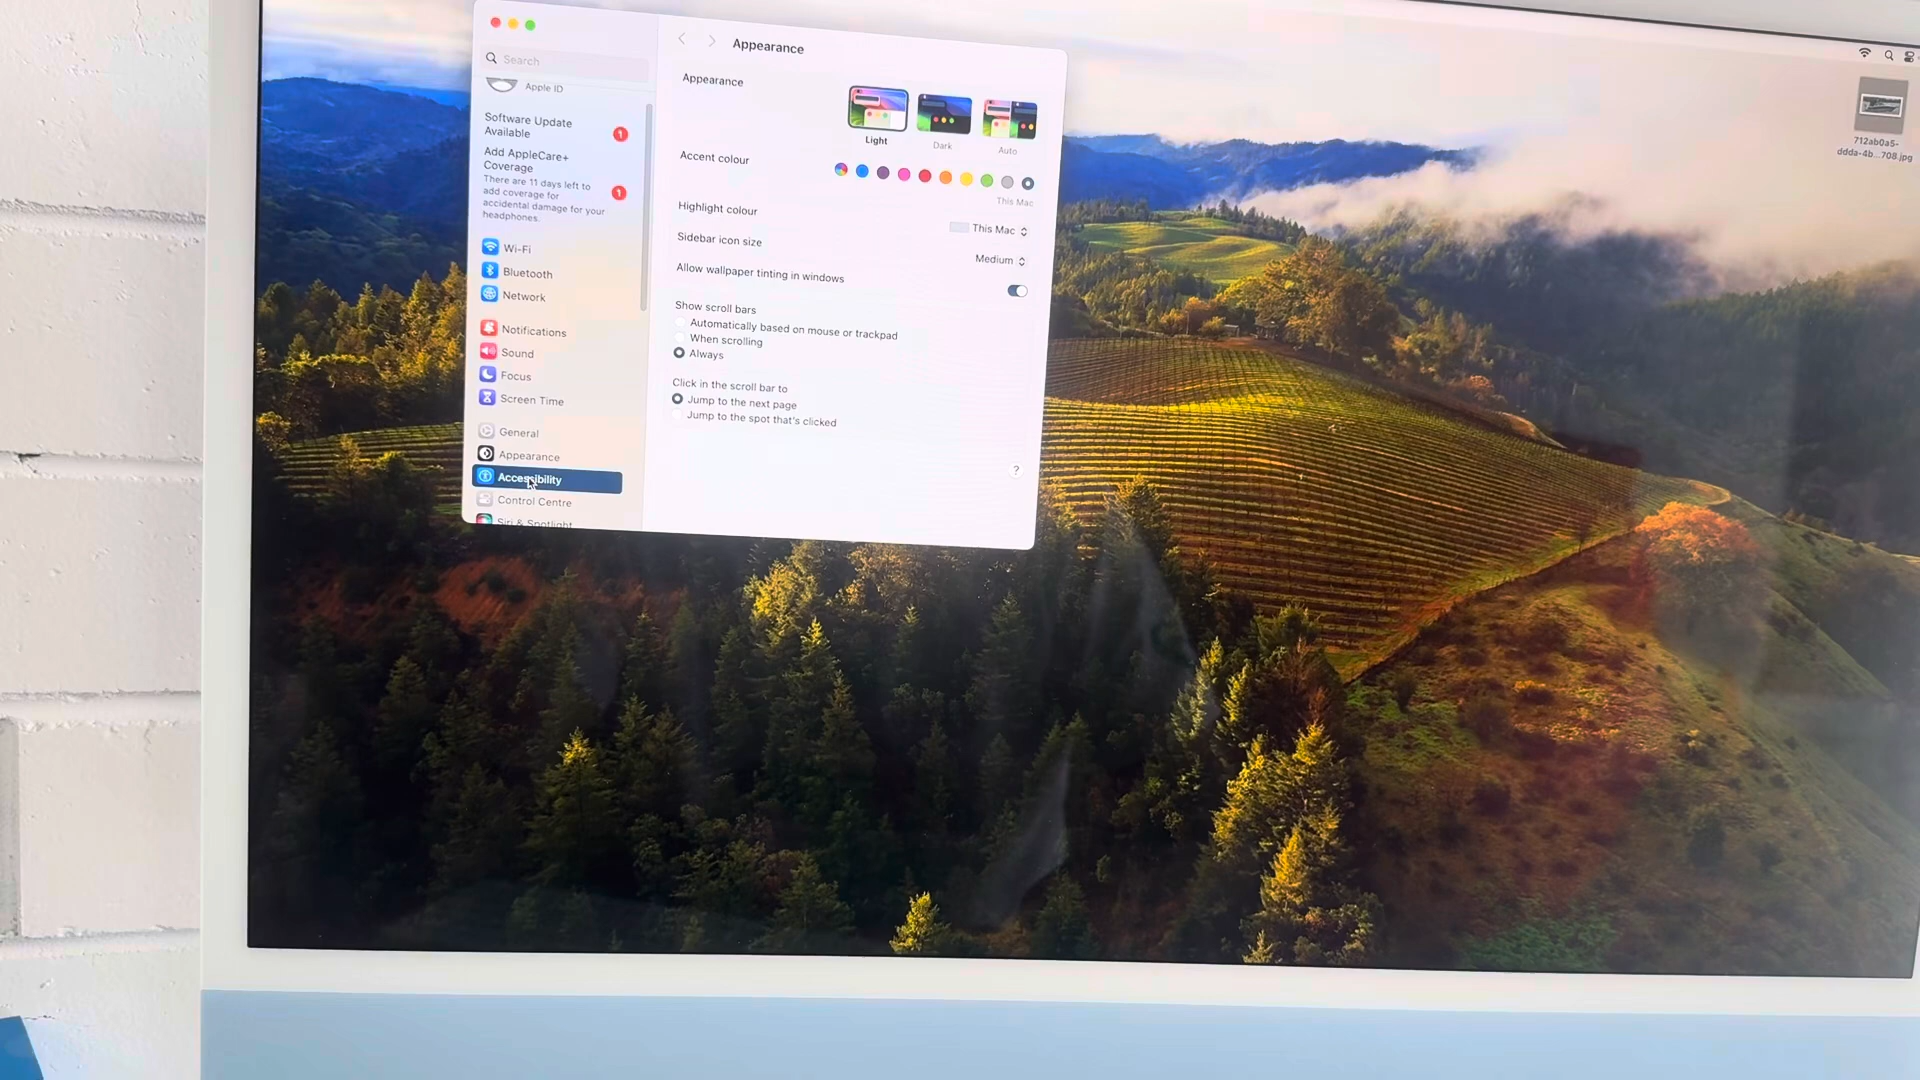 Search
Apple ID
Software Update
Available
1
Add AppleCare+
Coverage
There are 11 days left to
add coverage for
accidental damage for your
headphones.
1
Wi-Fi
Bluetooth
Network
Notifications
Sound
Focus
Screen Time
General
Appearance
Accessibility
Control Centre
Siri & Spotlight
Appearance
Appearance
Light
Dark
Auto
Accent colour
This Mac
Highlight colour
This Mac
Sidebar icon size
Medium
Allow wallpaper tinting in windows
Show scroll bars
Automatically based on mouse or trackpad
When scrolling
Always
Click in the scroll bar to
Jump to the next page
Jump to the spot that's clicked
?
712ab0a5-
ddda-4b...708.jpg